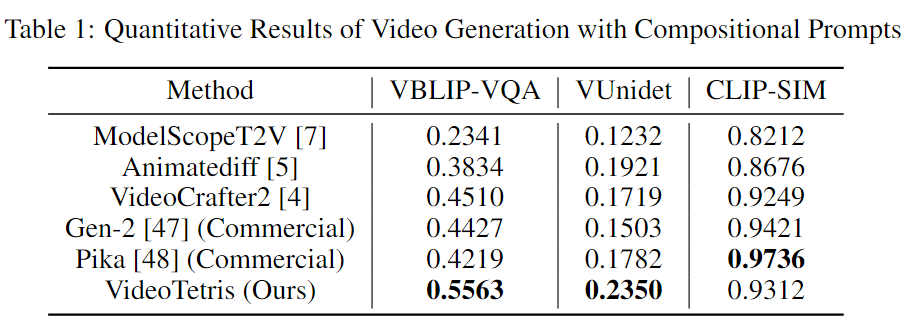 Table 1: Quantitative Results of Video Generation with Compositional Prompts
Method VBLIP-VQA VUnidet CLIP-SIM
ModelScopeT2V [7] 0.2341 0.1232 0.8212
Animatediff [5] 0.3834 0.1921 0.8676
VideoCrafter2 [4] 0.4510 0.1719 0.9249
Gen-2 [47] (Commercial) 0.4427 0.1503 0.9421
Pika [48] (Commercial) 0.4219 0.1782 0.9736
VideoTetris (Ours) 0.5563 0.2350 0.9312